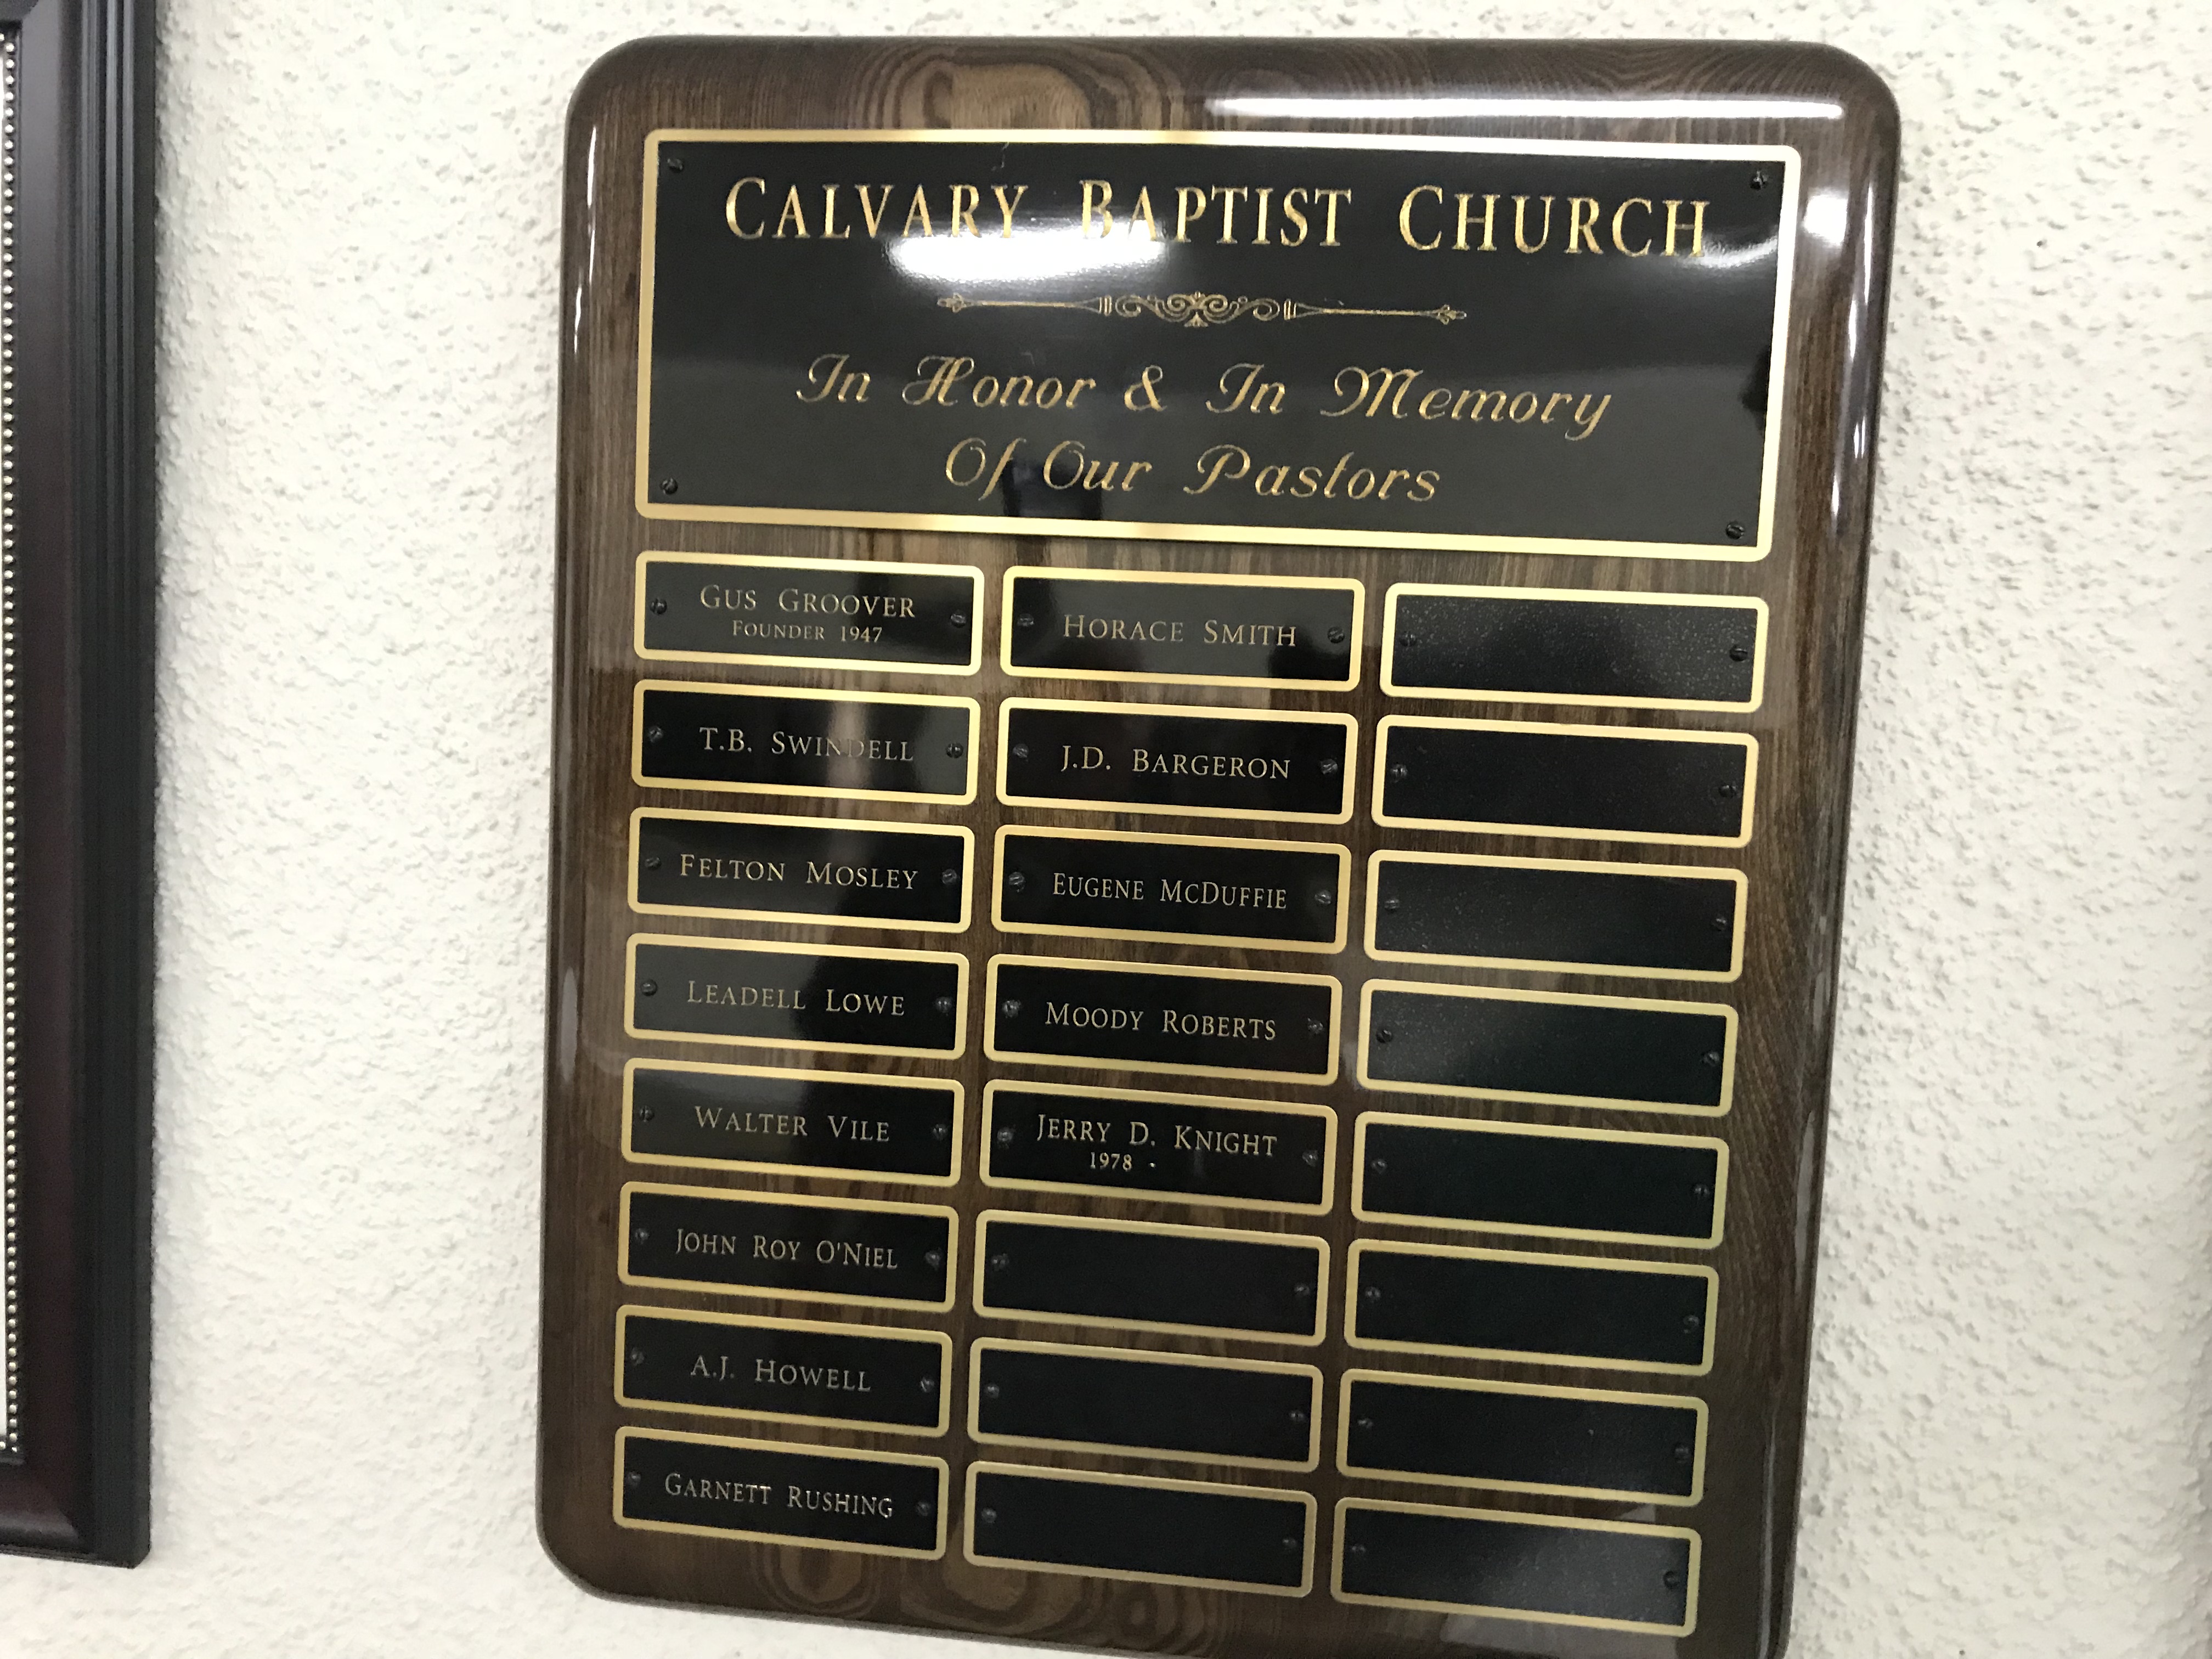 CALVARY BAPTIST CHURCH
In Honor & In Memory
Of Our Pastors
GUS GROOVER
FOUNDER 1947
T.B. SWINDELL
FELTON MOSLEY
LEADELL LOWE
WALTER VILE
JOHN ROY O'NIEL
A.J. HOWELL
GARNETT RUSHING
HORACE SMITH
J.D. BARGERON
EUGENE MCDUFFIE
MOODY ROBERTS
JERRY D. KNIGHT
1978 -